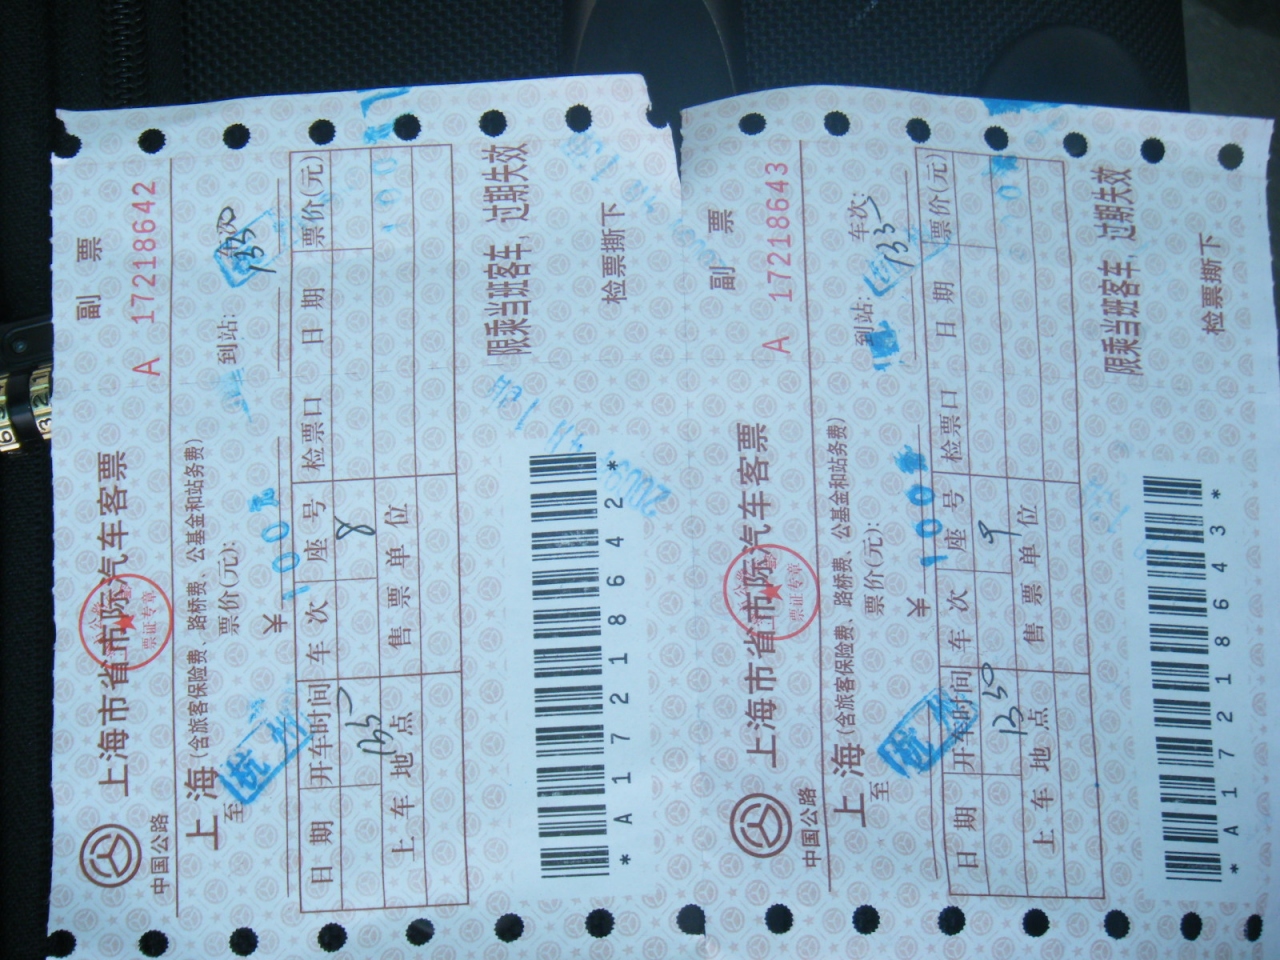 上海市省市际汽车客票
副 票
中国公路
A 17218642
上海
(含旅客保险费、路桥费、公基金和站务费)
至
杭州
票价(元):
到站:
¥
100
日 期
开车时间
车 次
座 号
检票口
日 期
票价(元)
8
上 车 地 点
售 票 单 位
限乘当班客车,过期失效
检票撕下
*A17218642*
上海市省市际汽车客票
副 票
中国公路
A 17218643
上海
(含旅客保险费、路桥费、公基金和站务费)
至
杭州
票价(元):
到站:
车次:
¥
100
日 期
开车时间
车 次
座 号
检票口
日 期
票价(元)
1350
9
上 车 地 点
售 票 单 位
限乘当班客车,过期失效
检票撕下
*A17218643*